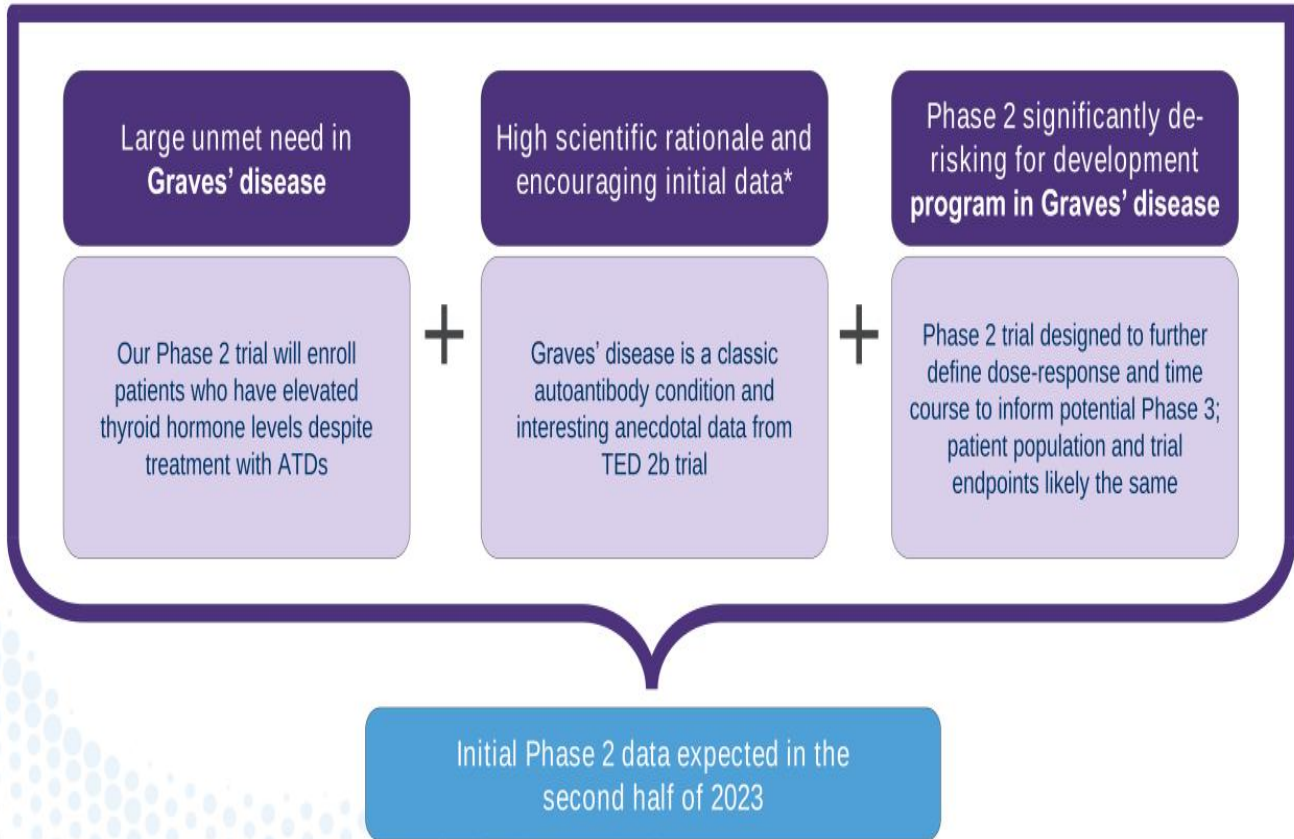 Large unmet need in
Graves’ disease
High scientific rationale and
encouraging initial data*
Phase 2 significantly de-
risking for development
program in Graves’ disease
Our Phase 2 trial will enroll
patients who have elevated
thyroid hormone levels despite
treatment with ATDs
+
Graves’ disease is a classic
autoantibody condition and
interesting anecdotal data from
TED 2b trial
+
Phase 2 trial designed to further
define dose-response and time
course to inform potential Phase 3;
patient population and trial
endpoints likely the same
Initial Phase 2 data expected in the
second half of 2023